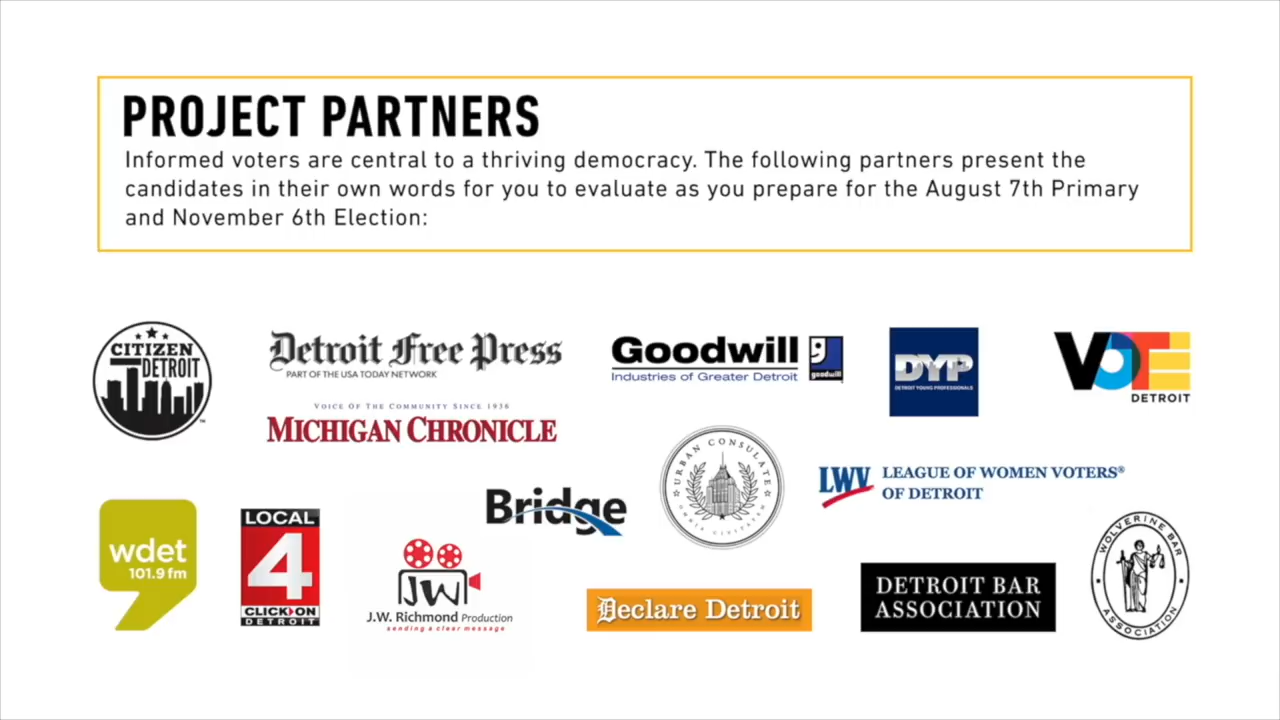 PROJECT PARTNERS
Informed voters are central to a thriving democracy. The following partners present the
candidates in their own words for you to evaluate as you prepare for the August 7th Primary
and November 6th Election:
CITIZEN
DETROIT
TM
Detroit Free Press
PART OF THE USA TODAY NETWORK
Goodwill
Industries of Greater Detroit
goodwill
DYP
DETROIT YOUNG PROFESSIONALS
VOTE
DETROIT
VOICE OF THE COMMUNITY SINCE 1936
MICHIGAN CHRONICLE
URBAN CONSULATE
OMNIS CIVITATEM
LWV LEAGUE OF WOMEN VOTERS®
OF DETROIT
Bridge
wdet
101.9 fm
LOCAL
4
CLICK ON
DETROIT
JW
J.W. Richmond Production
sending a clear message
Declare Detroit
DETROIT BAR
ASSOCIATION
WOLVERINE BAR
ASSOCIATION